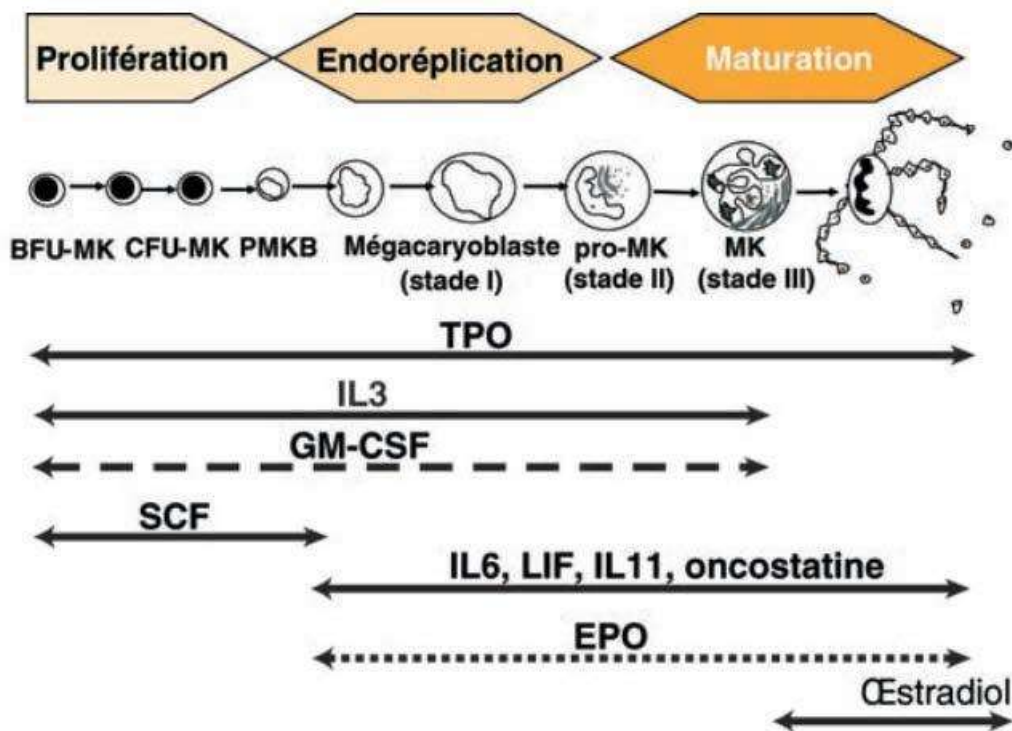 Prolifération Endoréplication Maturation
BFU-MK CFU-MK PMKB Mégacaryoblaste pro-MK MK
(stade I) (stade II) (stade III)
TPO
IL3
GM-CSF
SCF
IL6, LIF, IL11, oncostatine
EPO
Œstradiol